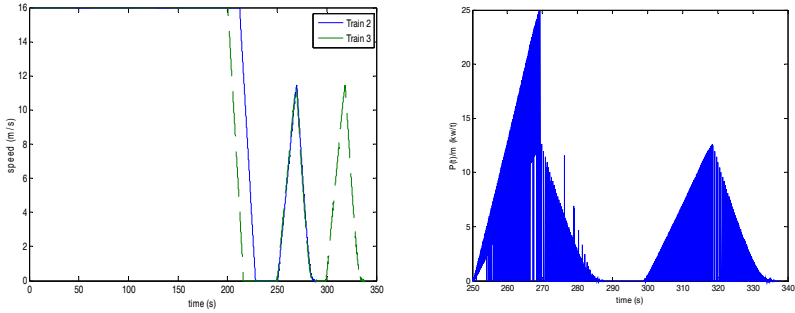 16
14
12
10
8
6
4
2
0
speed (m/s)
0 50 100 150 200 250 300 350
time (s)
Train 2
Train 3
25
20
15
10
5
0
P(t)/m (kw/t)
250 260 270 280 290 300 310 320 330 340
time (s)